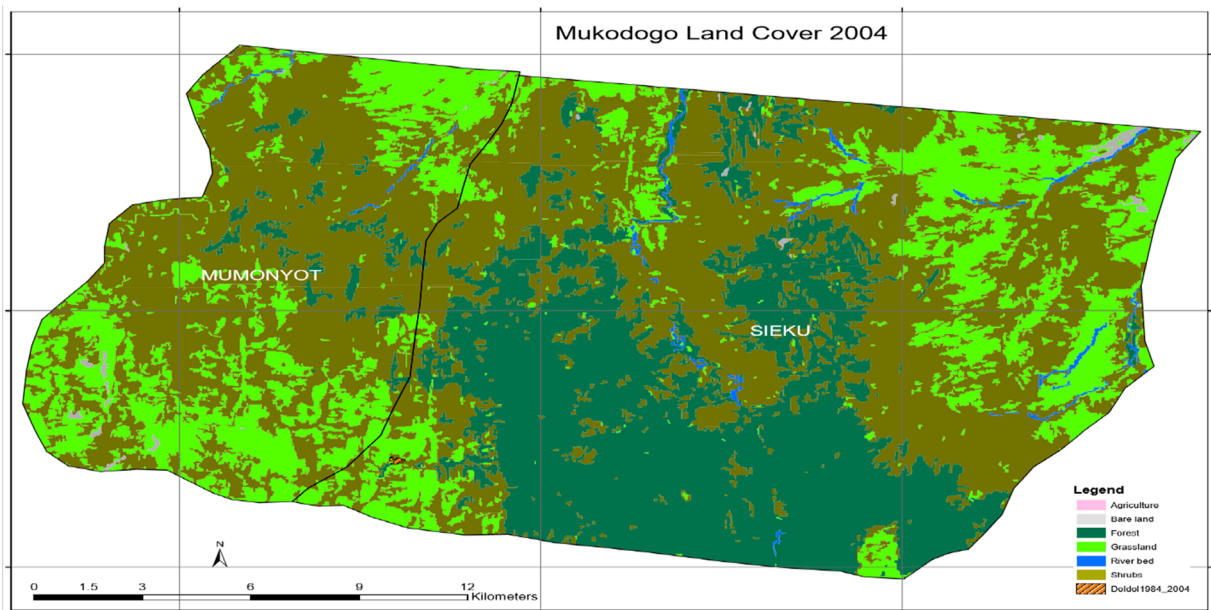 Mukodogo Land Cover 2004
MUMONYOT
SIEKU
Legend
Agriculture
Bare land
Forest
Grassland
River bed
Shrubs
Doldol1984_2004
N
0 1.5 3 6 9 12
Kilometers